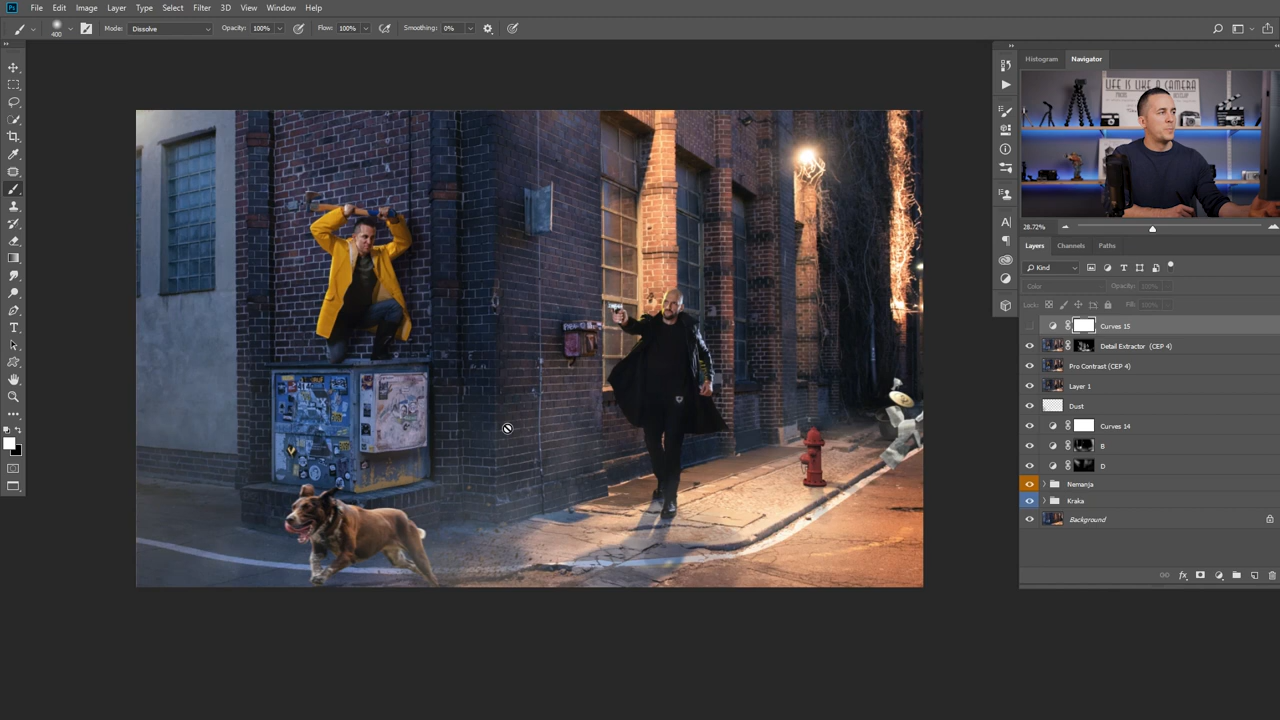 Ps File Edit Image Layer Type Select Filter 3D View Window Help
400 Mode: Dissolve Opacity: 100% Flow: 100% Smoothing: 0%
Histogram Navigator
LIFE IS LIKE A CAMERA
28.72%
Layers Channels Paths
Kind
Color Opacity: 100%
Lock: Fill: 100%
Curves 15
Detail Extractor (CEP 4)
Pro Contrast (CEP 4)
Layer 1
Dust
Curves 14
B
D
Nemanja
Kraka
Background